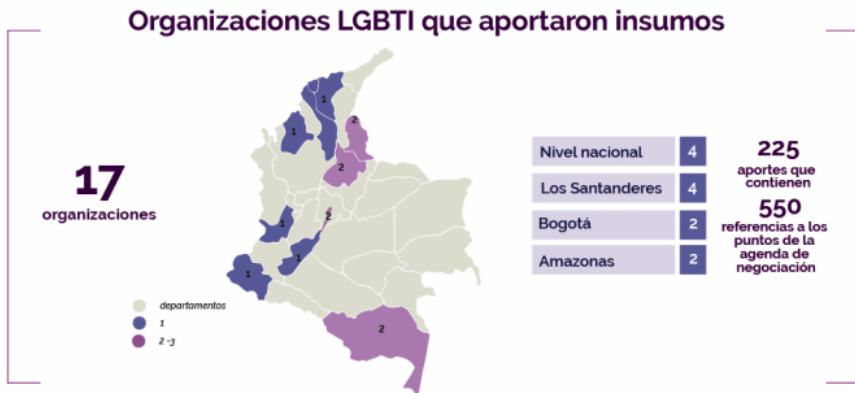 Organizaciones LGBTI que aportaron insumos
17
organizaciones
1
1
2
2
1
2
1
1
2
departamentos
1
2 -3
Nivel nacional 4
Los Santanderes 4
Bogotá 2
Amazonas 2
225
aportes que
contienen
550
referencias a los
puntos de la
agenda de
negociación